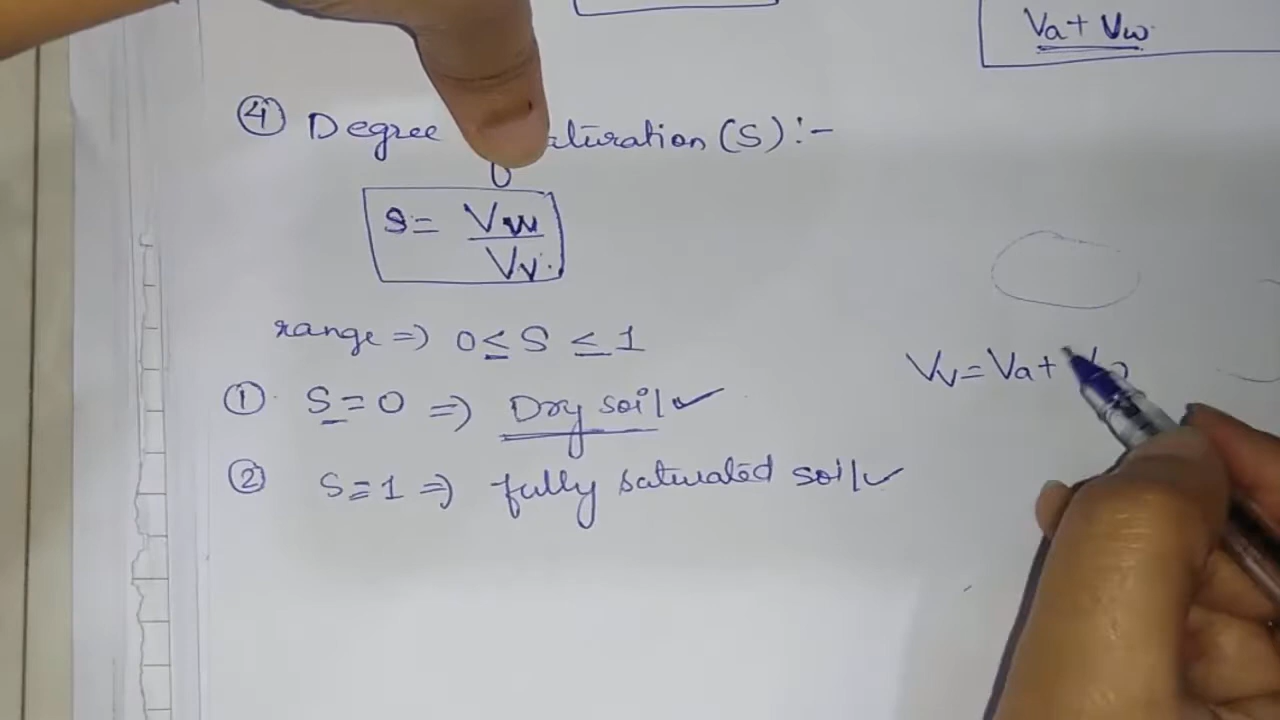 Va + Vw
④ Degree aturation (S) :-
S = Vw / Vv
range => 0 ≤ S ≤ 1
Vv = Va +
① S = 0 => Dry soil ✓
② S = 1 => fully saturated soil ✓